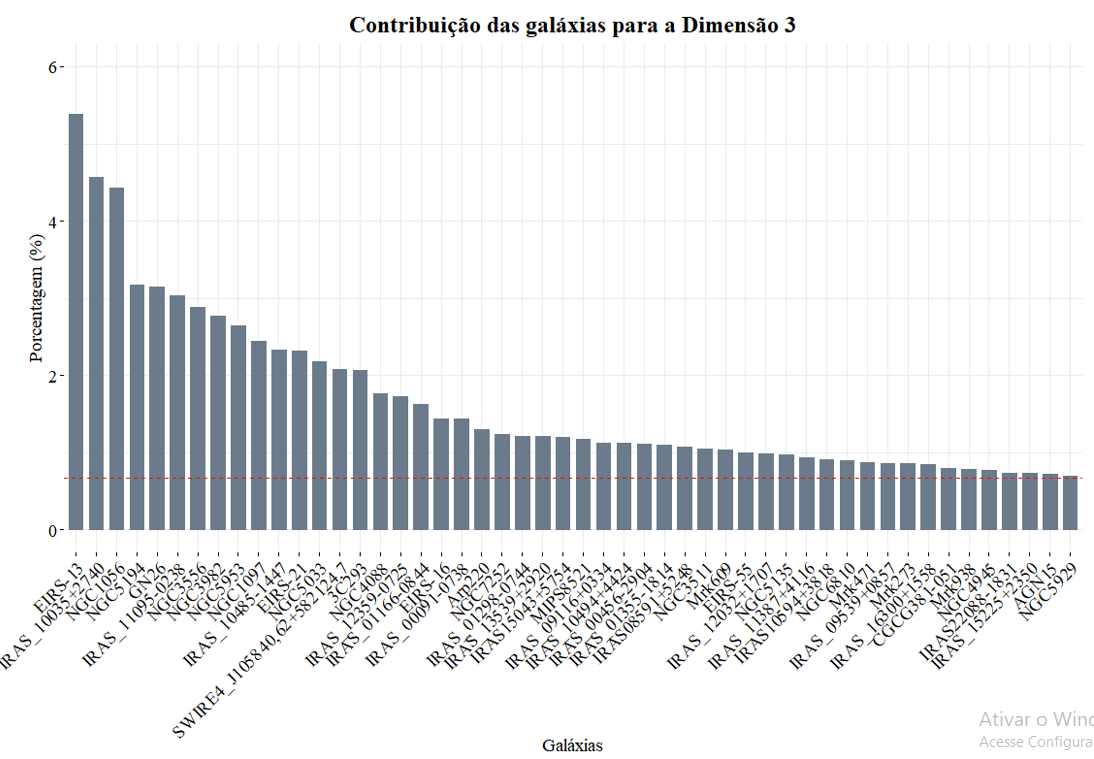 Contribuição das galáxias para a Dimensão 3
Porcentagem (%)
6
4
2
0
EIRS-13
IRAS_10035+2740
NGC1056
NGC5194
GN26
IRAS_11095-0238
NGC3556
NGC3982
NGC5953
NGC1097
IRAS_10485-1447
EIRS-21
NGC2033
SWIRE4_J105840,62+582124,7
3C293
NGC4088
IRAS_12359-0725
IRAS_01166-0844
EIRS-16
IRAS_00091-0738
Arp220
NGC7252
IRAS_01298-0744
IRAS_13539+2920
IRAS15043+5754
MIPS8521
IRAS_09116+0334
IRAS_10494+4424
IRAS_00456-2904
IRAS_01355-1814
IRAS08591+5248
NGC3511
Mrk609
EIRS-55
IRAS_12032+1707
NGC5135
IRAS_11387+4116
IRAS10594+3818
NGC6810
Mrk471
IRAS_09539+0857
Mrk273
IRAS_16300+1558
CGCG381-051
Mrk938
NGC4945
IRAS22088-1831
IRAS_15225+2350
AGN15
NGC5929
Galáxias
Ativar o Wind
Acesse Configura